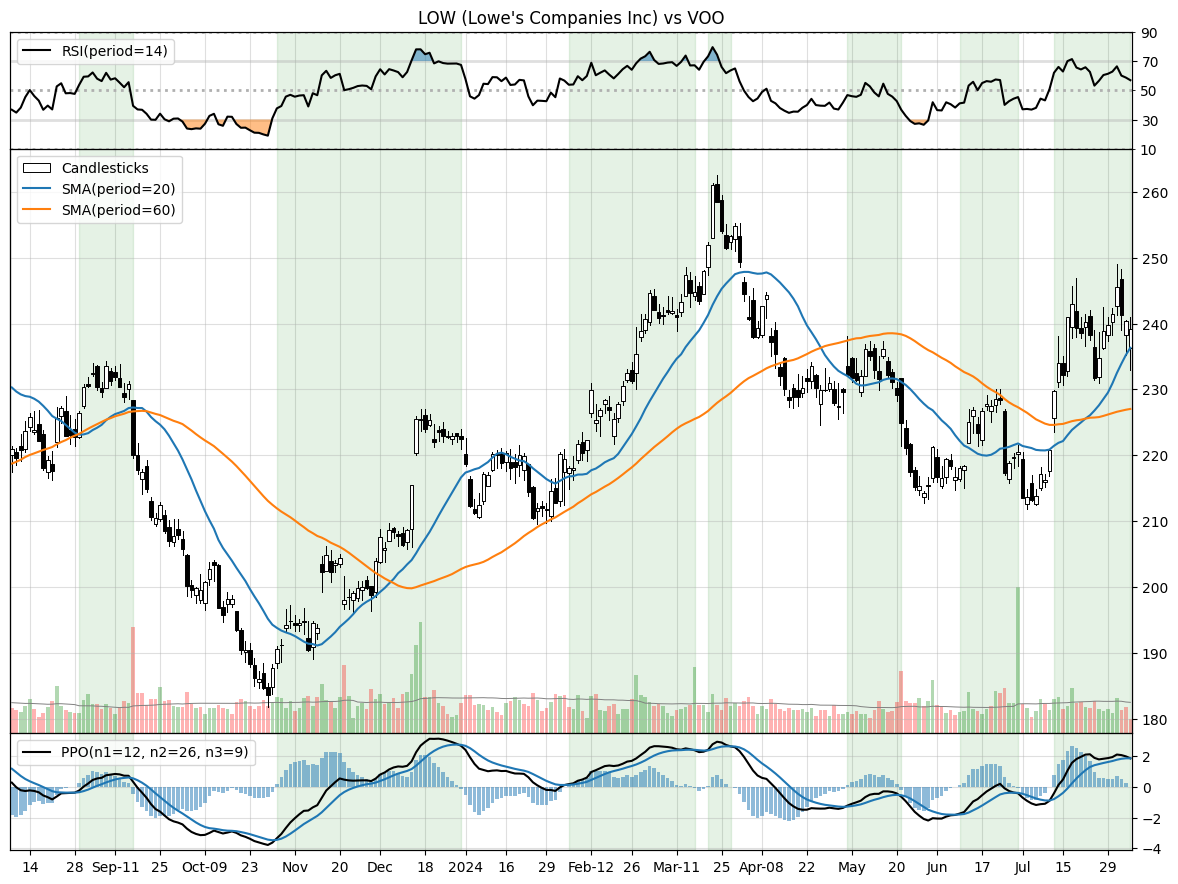 LOW (Lowe's Companies Inc) vs VOO
RSI(period=14)
90
70
50
30
10
Candlesticks
SMA(period=20)
SMA(period=60)
260
250
240
230
220
210
200
190
180
PPO(n1=12, n2=26, n3=9)
2
0
−2
−4
14 28 Sep-11 25 Oct-09 23 Nov 20 Dec 18 2024 16 29 Feb-12 26 Mar-11 25 Apr-08 22 May 20 Jun 17 Jul 15 29